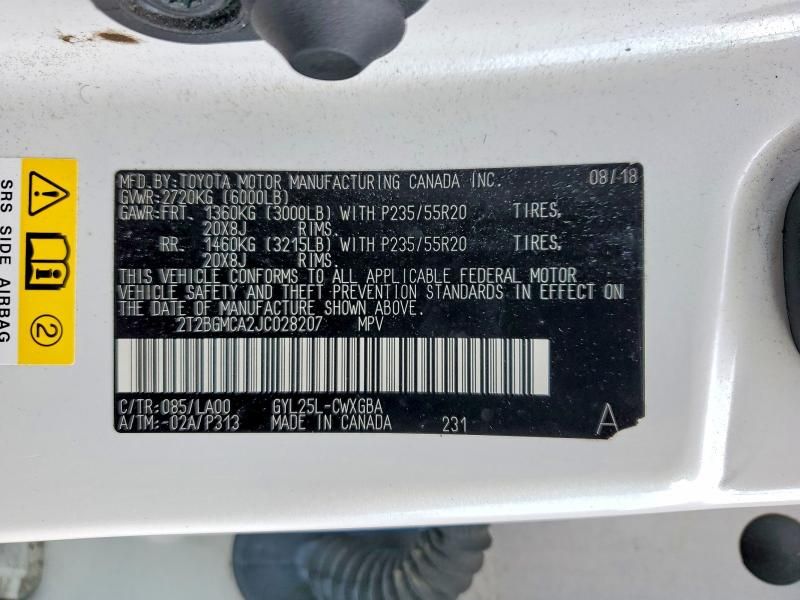 MFD.BY:TOYOTA MOTOR MANUFACTURING CANADA INC. 08/18
GVWR:2720KG (6000LB)
GAWR:FRT. 1360KG (3000LB) WITH P235/55R20 TIRES,
20X8J RIMS.
RR. 1460KG (3215LB) WITH P235/55R20 TIRES,
20X8J RIMS.
THIS VEHICLE CONFORMS TO ALL APPLICABLE FEDERAL MOTOR
VEHICLE SAFETY AND THEFT PREVENTION STANDARDS IN EFFECT ON
THE DATE OF MANUFACTURE SHOWN ABOVE.
2T2BGMCA2JC028207 MPV
C/TR:085/LA00 GYL25L-CWXGBA
A/TM:-02A/P313 MADE IN CANADA 231 A
SRS SIDE AIRBAG
2